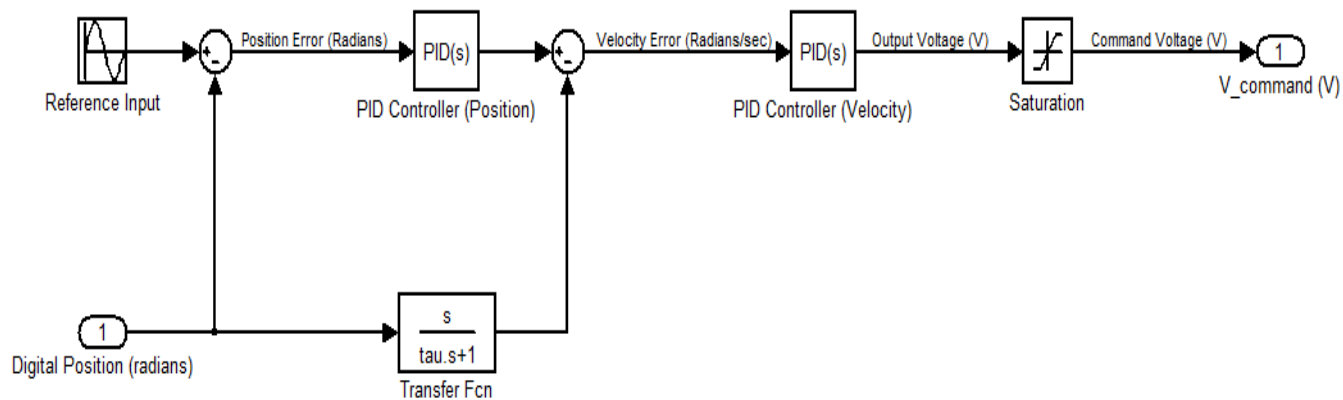 Position Error (Radians)
Velocity Error (Radians/sec)
Output Voltage (V)
Command Voltage (V)
+
-
PID(s)
+
-
PID(s)
1
Reference Input
PID Controller (Position)
PID Controller (Velocity)
Saturation
V_command (V)
1
s
tau.s+1
Digital Position (radians)
Transfer Fcn